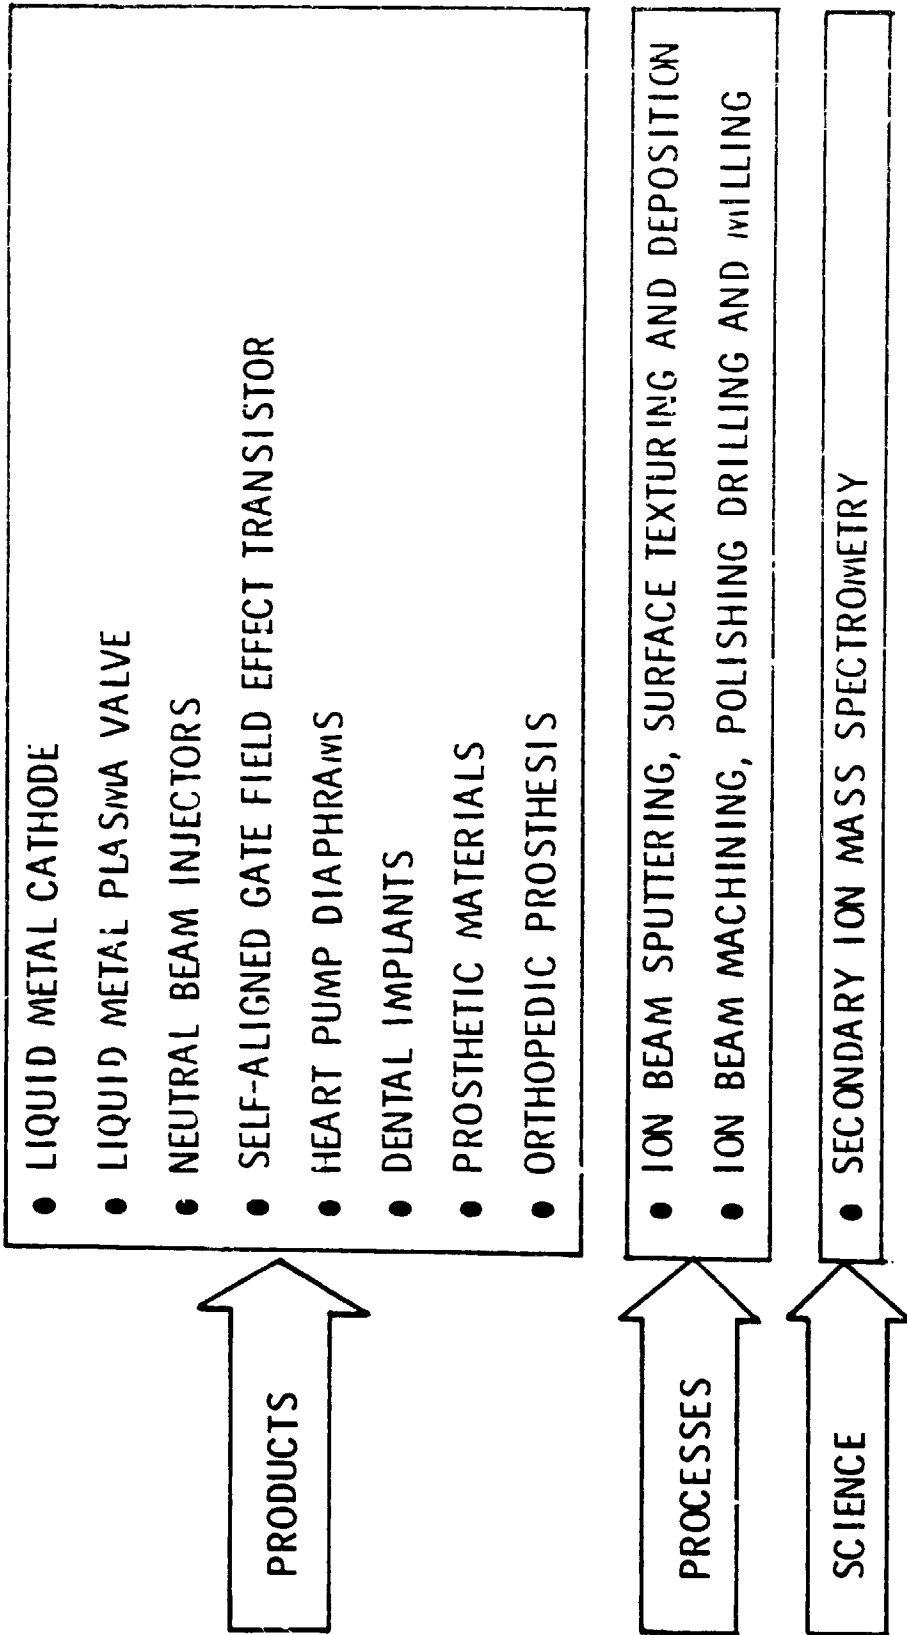 PRODUCTS
● LIQUID METAL CATHODE
● LIQUID METAL PLASMA VALVE
● NEUTRAL BEAM INJECTORS
● SELF-ALIGNED GATE FIELD EFFECT TRANSISTOR
● HEART PUMP DIAPHRAMS
● DENTAL IMPLANTS
● PROSTHETIC MATERIALS
● ORTHOPEDIC PROSTHESIS
PROCESSES
● ION BEAM SPUTTERING, SURFACE TEXTURING AND DEPOSITION
● ION BEAM MACHINING, POLISHING DRILLING AND MILLING
SCIENCE
● SECONDARY ION MASS SPECTROMETRY